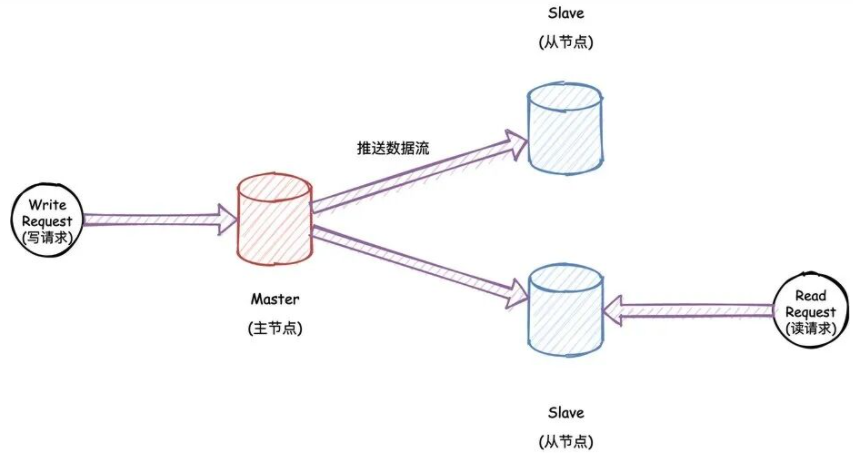 Slave
(从节点)
推送数据流
Write
Request
(写请求)
Master
(主节点)
Read
Request
(读请求)
Slave
(从节点)